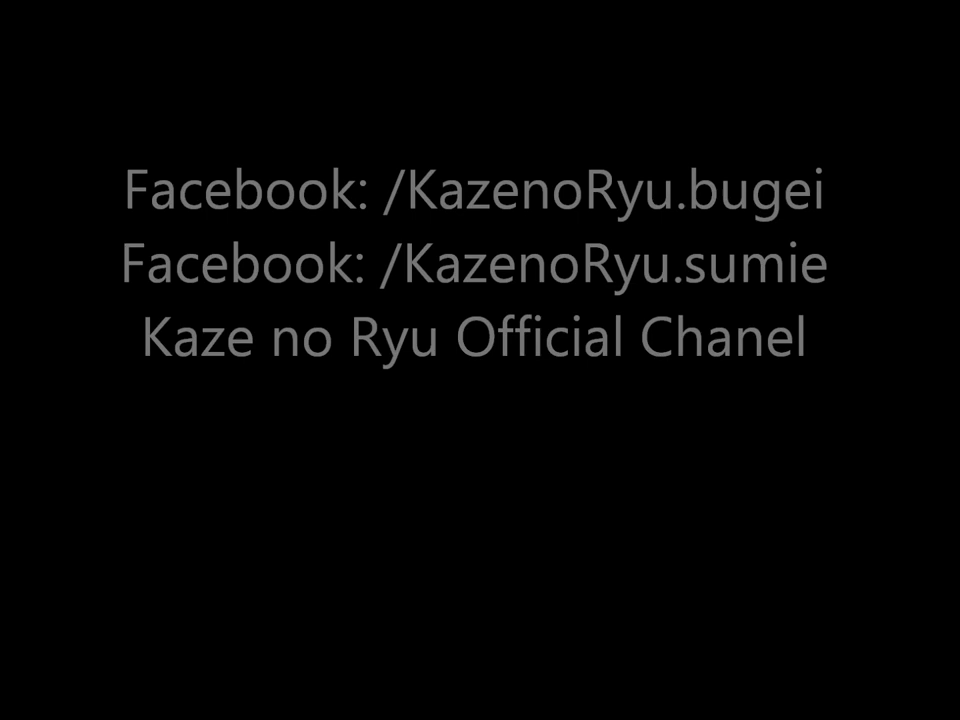 Facebook: /KazenoRyu.bugei
Facebook: /KazenoRyu.sumie
Kaze no Ryu Official Chanel